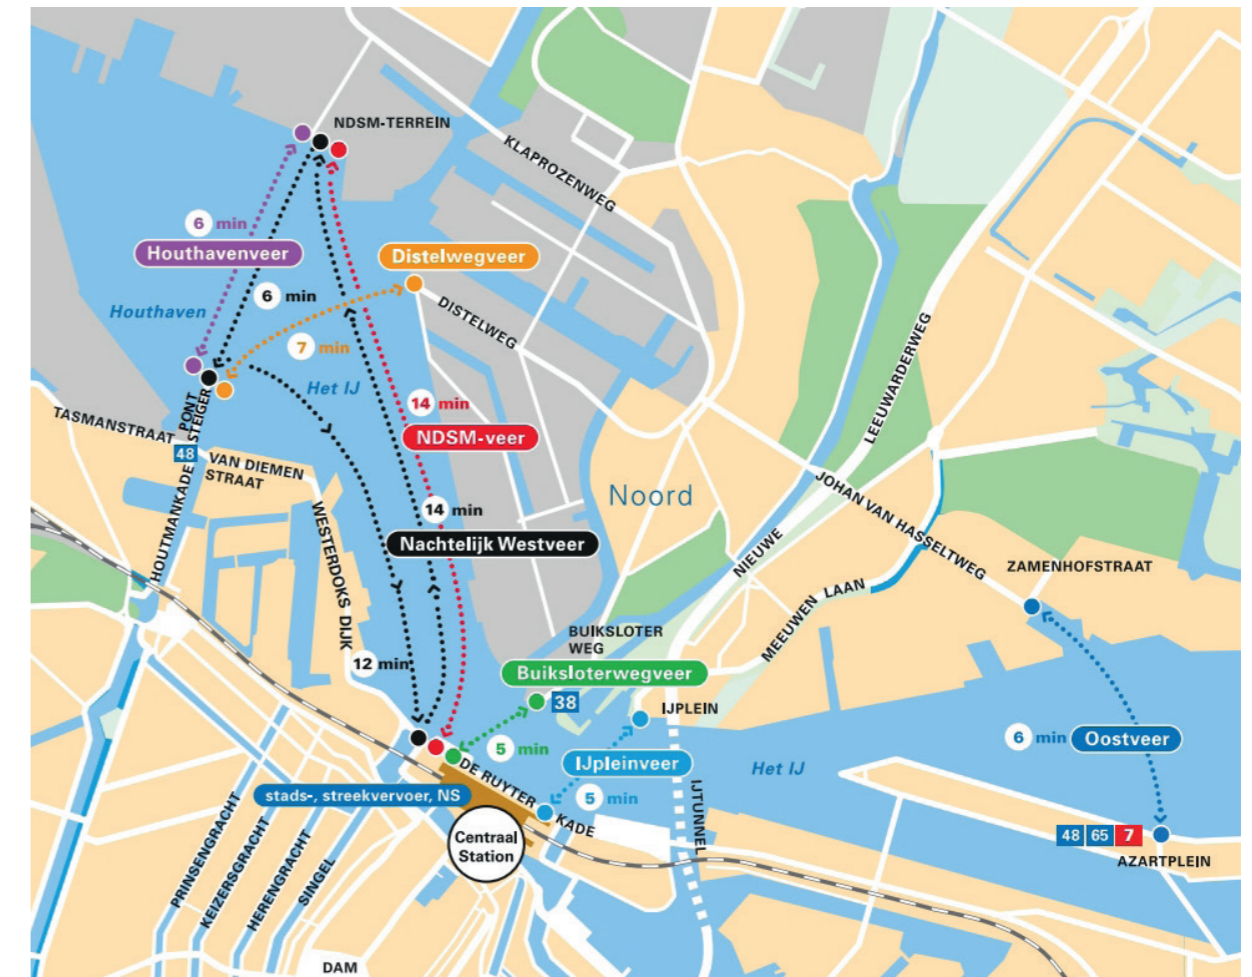 NDSM-TERREIN
KLAPROZENWEG
6 min
Houthavenveer
Distelwegveer
6 min
Houthaven
DISTELWEG
7 min
Het IJ
LEEUWARDERWEG
14 min
NDSM-veer
PONT
STEIGER
TASMANSTRAAT
48
VAN DIEMEN
STRAAT
HOUTMANKADE
WESTERDOKS DIJK
Noord
14 min
Nachtelijk Westveer
JOHAN VAN HASSELTWEG
NIEUWE
MEEUWEN LAAN
ZAMENHOFSTRAAT
BUIKSLOTER
WEG
12 min
Buiksloterwegveer
38
IJPLEIN
5 min
IJpleinveer
5 min
6 min
Oostveer
Het IJ
DE RUYTER
KADE
stads-, streekvervoer, NS
Centraal
Station
IJTUNNEL
48 65 7
AZARTPLEIN
PRINSENGRACHT
KEIZERSGRACHT
HERENGRACHT
SINGEL
DAM